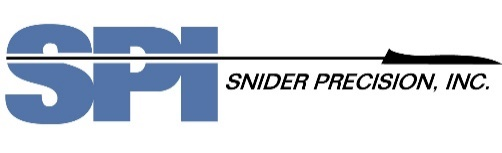 SPI
SNIDER PRECISION, INC.